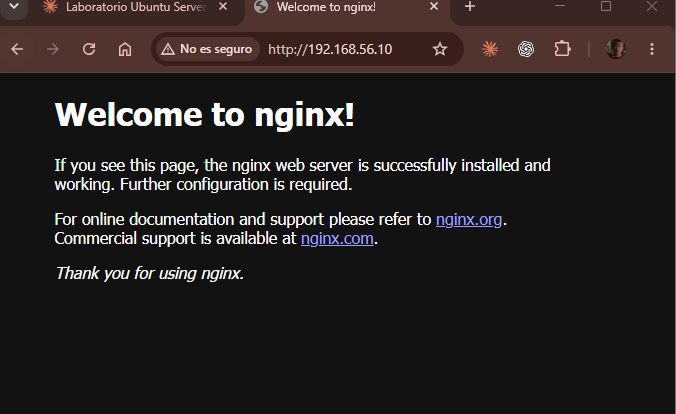 Laboratorio Ubuntu Server
Welcome to nginx!
No es seguro
http://192.168.56.10
Welcome to nginx!
If you see this page, the nginx web server is successfully installed and
working. Further configuration is required.
For online documentation and support please refer to nginx.org.
Commercial support is available at nginx.com.
Thank you for using nginx.